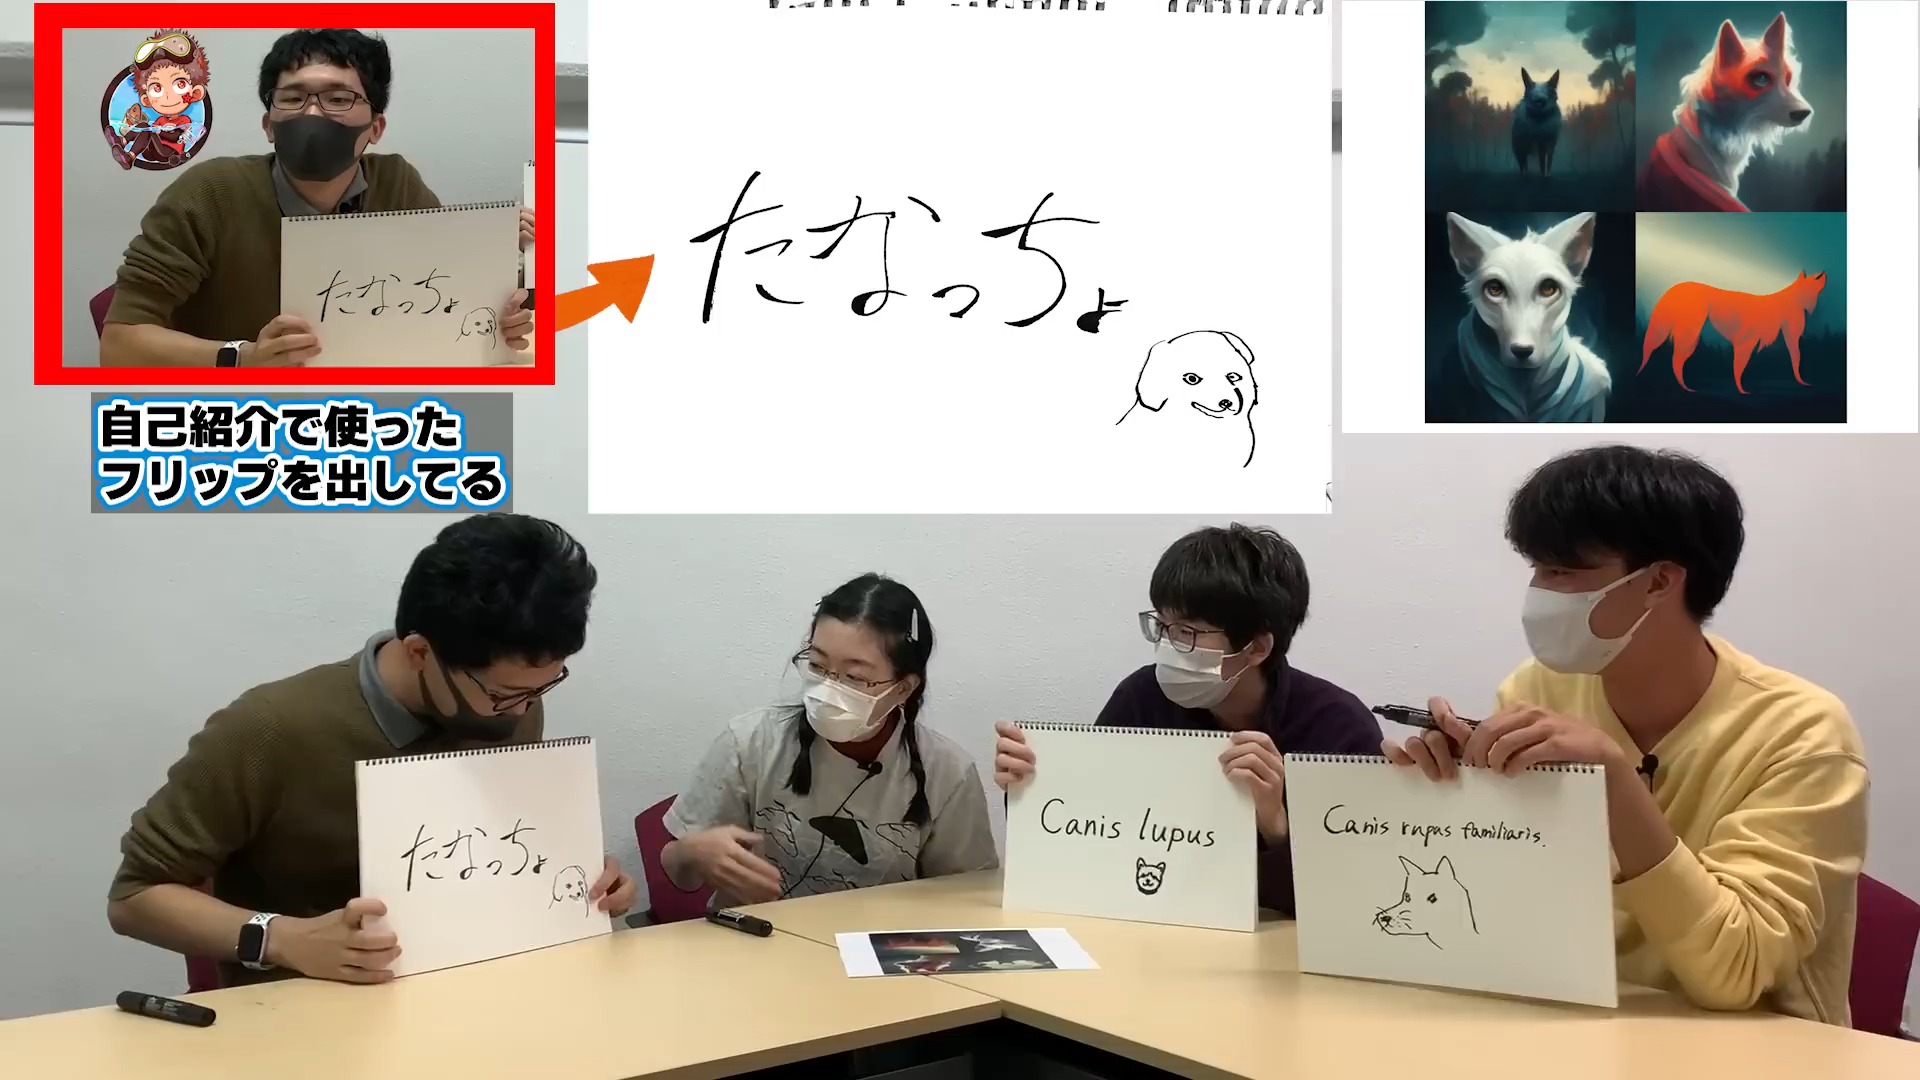 自己紹介で使った
フリップを出してる
たなっちょ
たなっちょ
たなっちょ
Canis lupus
Canis rupas familiaris.